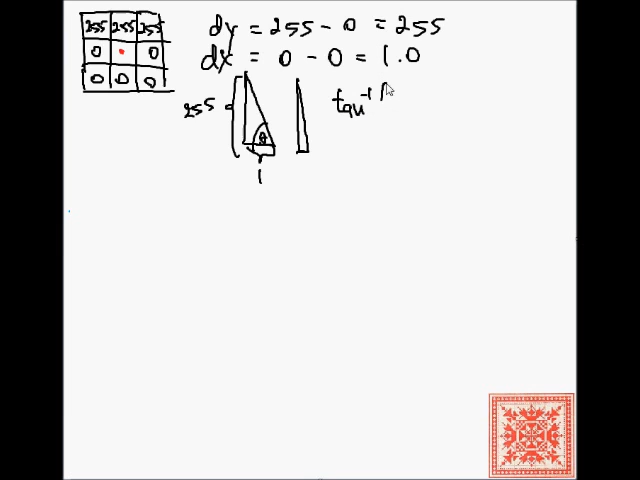 255 255 255
0 0
0 0 0
dy = 255 - 0 = 255
dx = 0 - 0 = 1.0
255
θ
1
tan⁻¹ (